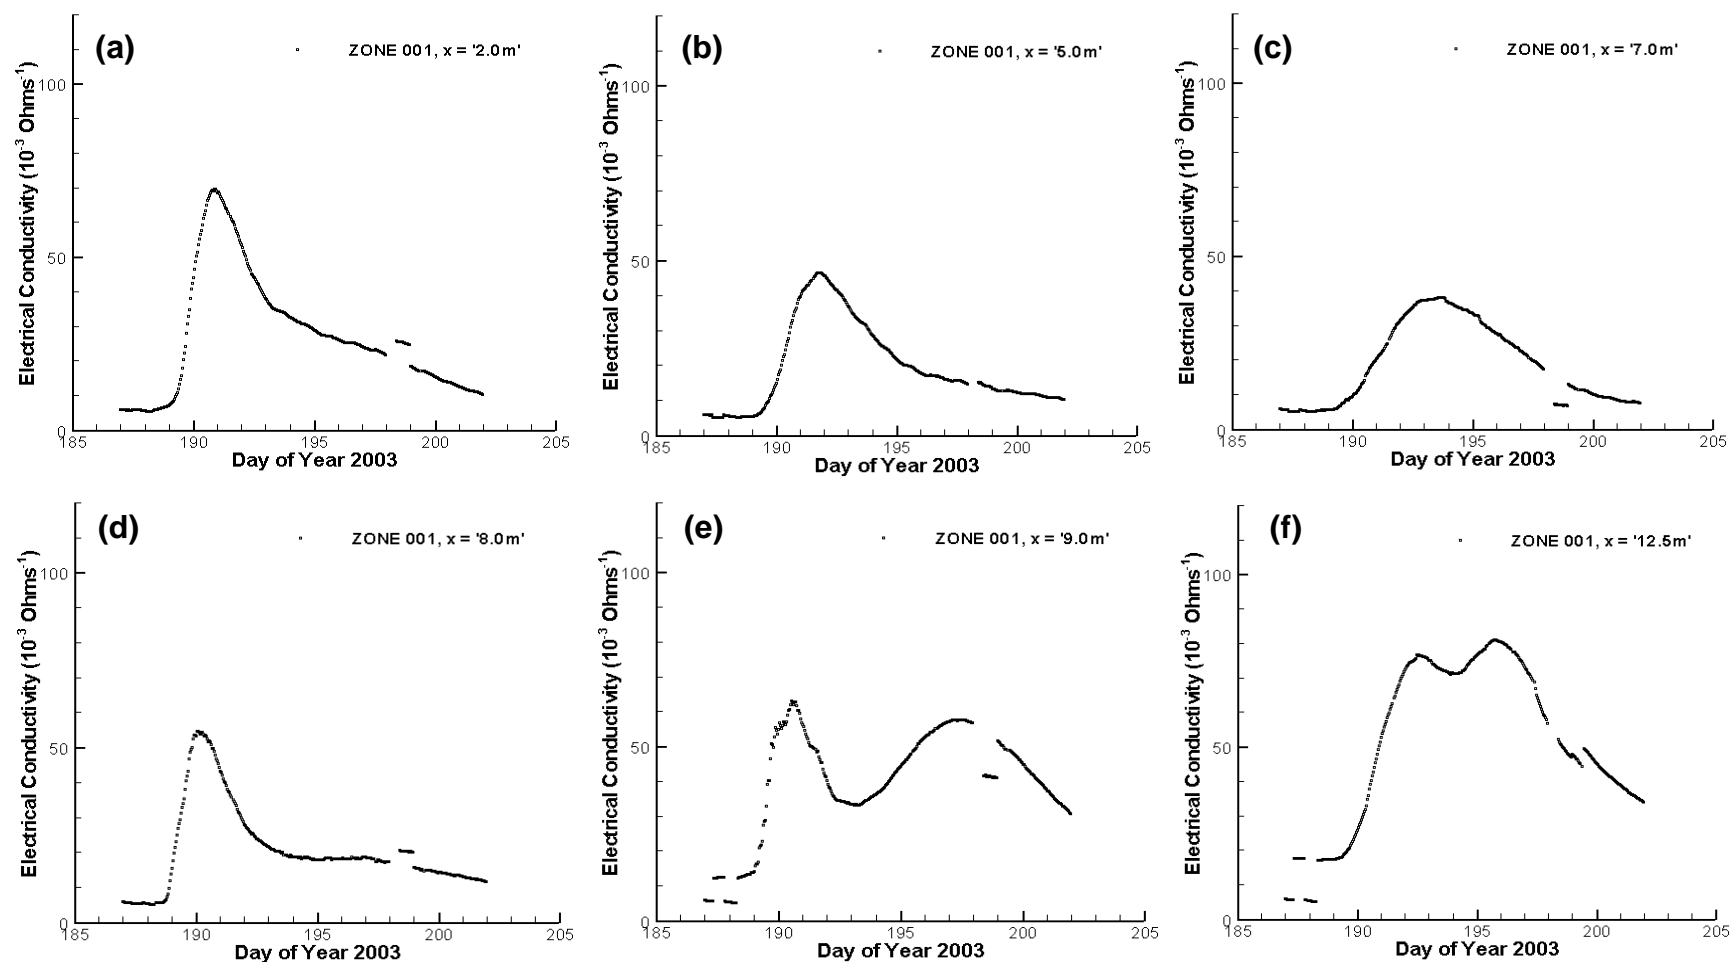 (a)
ZONE 001, x = '2.0m'
Electrical Conductivity (10-3 Ohms-1)
100
50
0
185 190 195 200 205
Day of Year 2003
(b)
ZONE 001, x = '5.0m'
Electrical Conductivity (10-3 Ohms-1)
100
50
0
185 190 195 200 205
Day of Year 2003
(c)
ZONE 001, x = '7.0m'
Electrical Conductivity (10-3 Ohms-1)
100
50
0
185 190 195 200 205
Day of Year 2003
(d)
ZONE 001, x = '8.0m'
Electrical Conductivity (10-3 Ohms-1)
100
50
0
185 190 195 200 205
Day of Year 2003
(e)
ZONE 001, x = '9.0m'
Electrical Conductivity (10-3 Ohms-1)
100
50
0
185 190 195 200 205
Day of Year 2003
(f)
ZONE 001, x = '12.5m'
Electrical Conductivity (10-3 Ohms-1)
100
50
0
185 190 195 200 205
Day of Year 2003